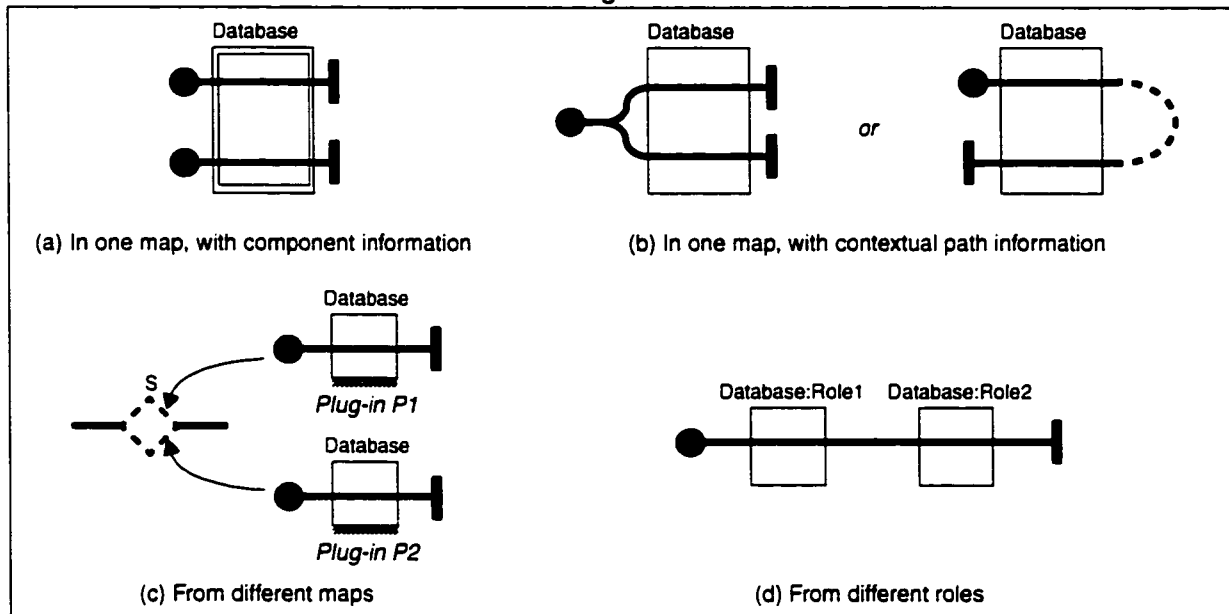 Database
Database
or
Database
(a) In one map, with component information
(b) In one map, with contextual path information
Database
S
Plug-in P1
Database
Plug-in P2
Database:Role1
Database:Role2
(c) From different maps
(d) From different roles